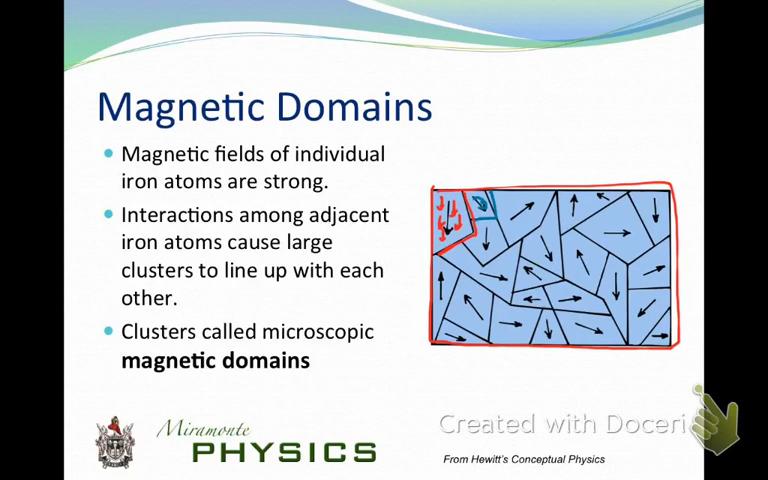 Magnetic Domains
Magnetic fields of individual
iron atoms are strong.
Interactions among adjacent
iron atoms cause large
clusters to line up with each
other.
Clusters called microscopic
magnetic domains
Miramonte
PHYSICS
Created with Doceri
From Hewitt's Conceptual Physics